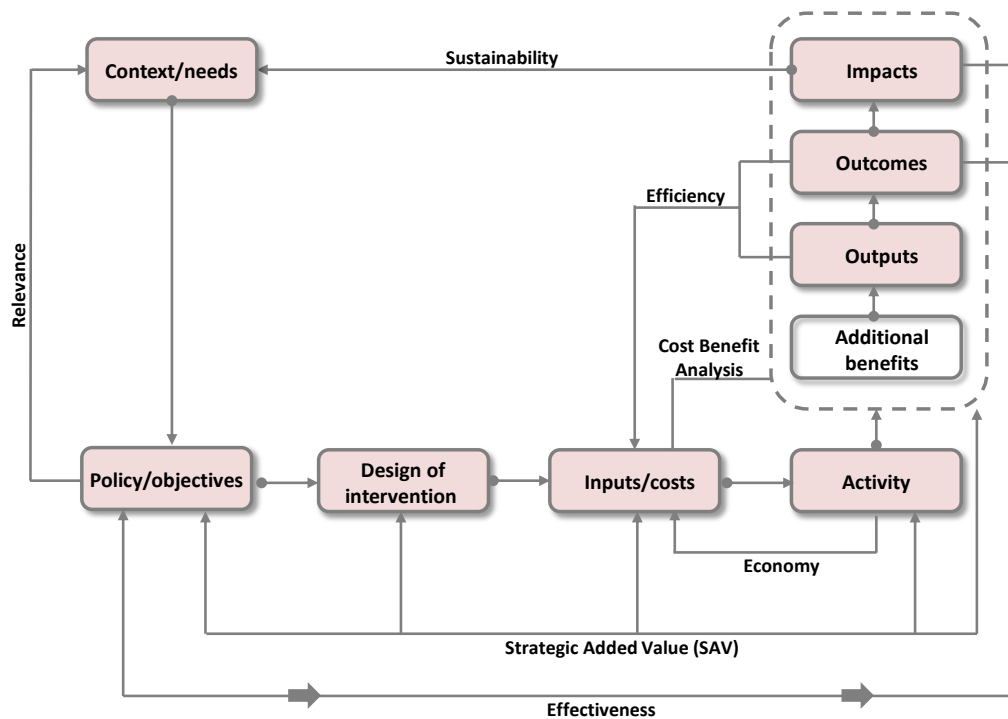 Sustainability
Context/needs
Impacts
Outcomes
Efficiency
Outputs
Relevance
Additional
benefits
Cost Benefit
Analysis
Policy/objectives
Design of
intervention
Inputs/costs
Activity
Economy
Strategic Added Value (SAV)
Effectiveness